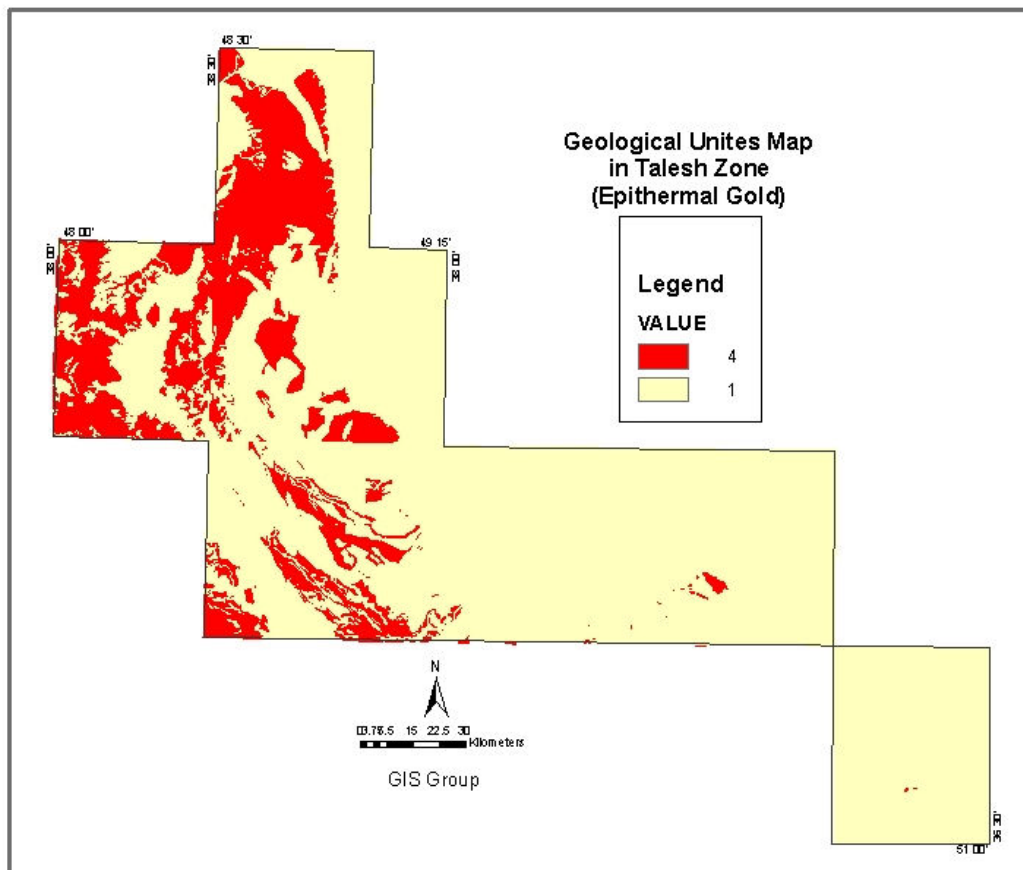 48 30'
Geological Unites Map
in Talesh Zone
(Epithermal Gold)
48 00'
49 15'
Legend
VALUE
4
1
N
15 22.5 30
Kilometers
GIS Group
51 00'